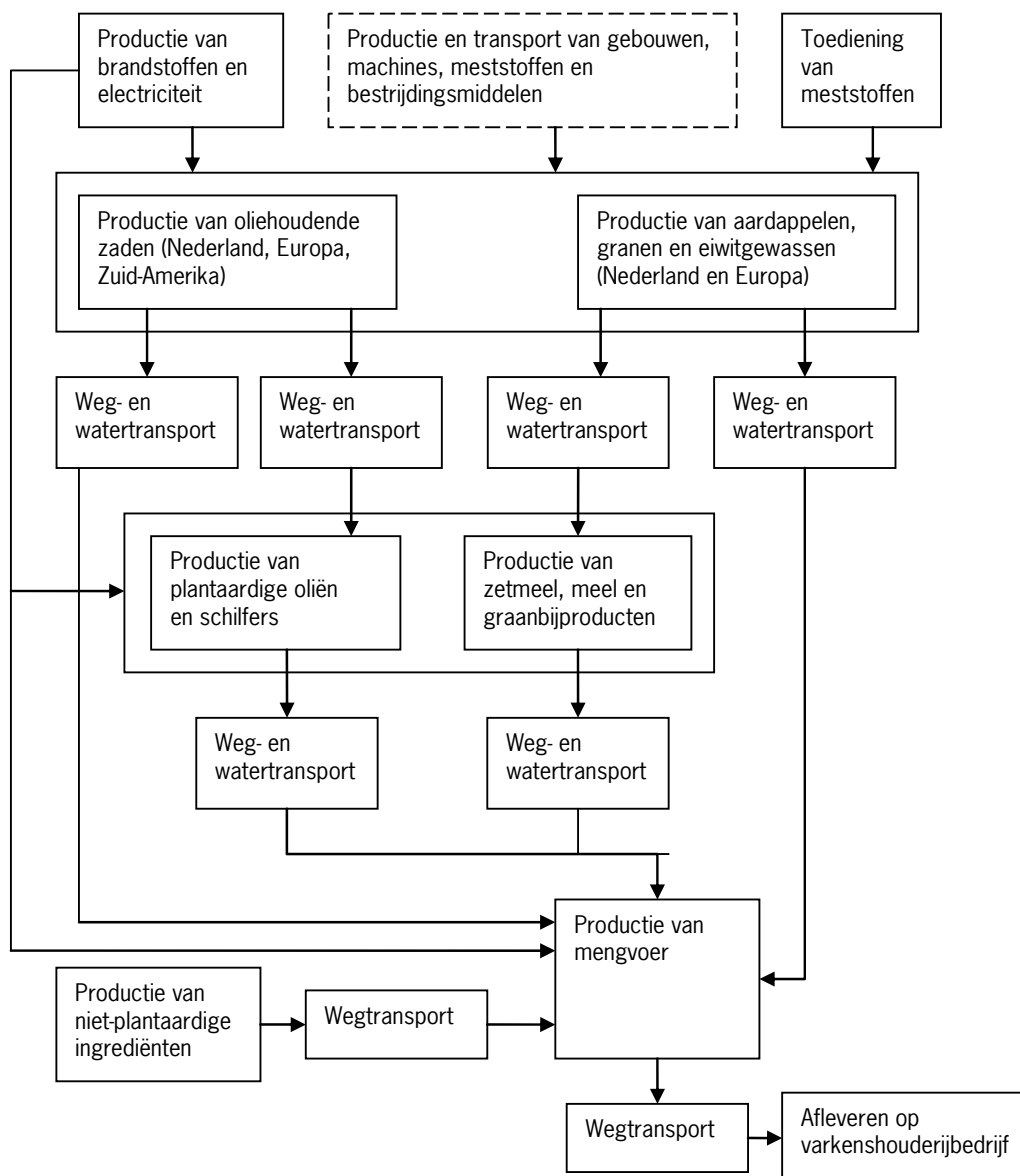 Productie van
brandstoffen en
electriciteit
Productie en transport van gebouwen,
machines, meststoffen en
bestrijdingsmiddelen
Toediening
van
meststoffen
Productie van oliehoudende
zaden (Nederland, Europa,
Zuid-Amerika)
Productie van aardappelen,
granen en eiwitgewassen
(Nederland en Europa)
Weg- en
watertransport
Weg- en
watertransport
Weg- en
watertransport
Weg- en
watertransport
Productie van
plantaardige oliën
en schilfers
Productie van
zetmeel, meel en
graanbijproducten
Weg- en
watertransport
Weg- en
watertransport
Productie van
mengvoer
Productie van
niet-plantaardige
ingrediënten
Wegtransport
Wegtransport
Afleveren op
varkenshouderijbedrijf